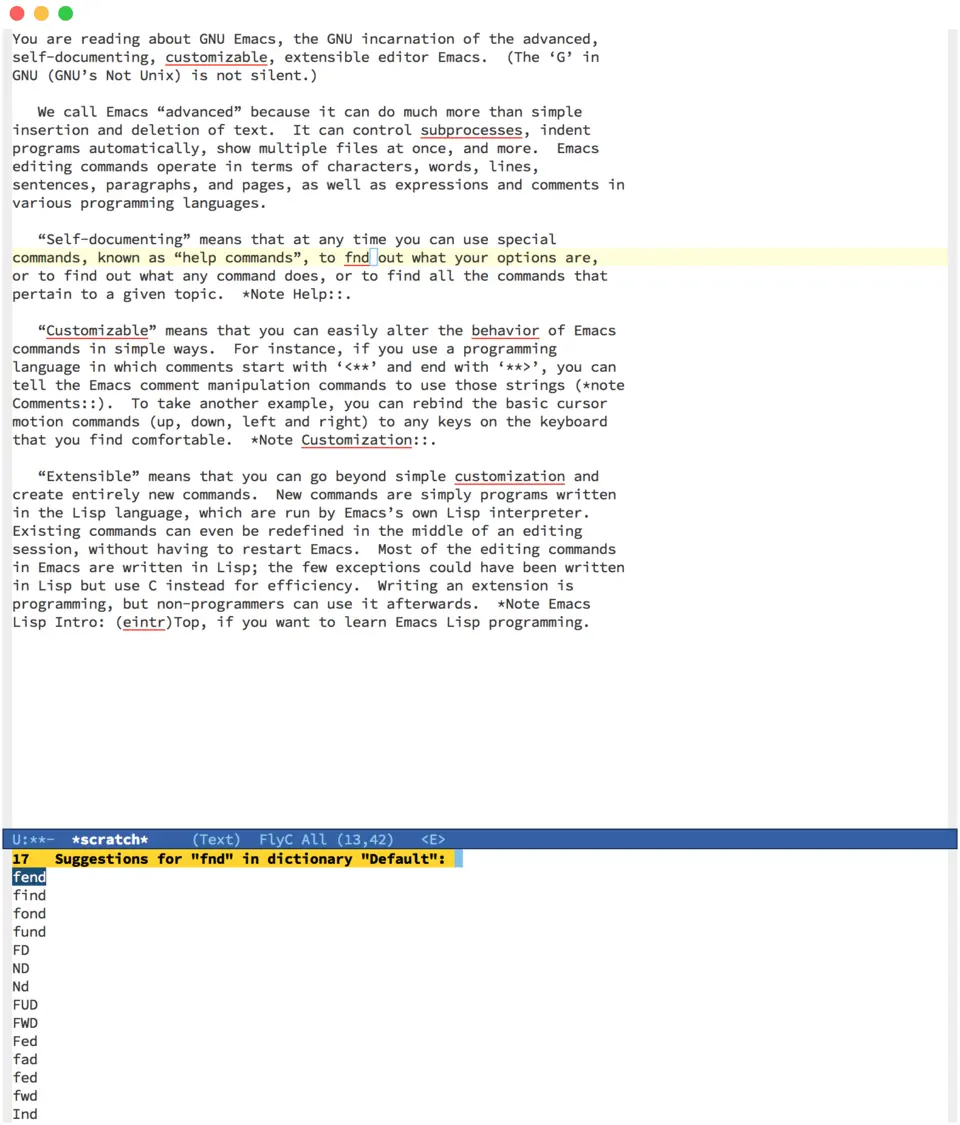 You are reading about GNU Emacs, the GNU incarnation of the advanced,
self-documenting, customizable, extensible editor Emacs.  (The ‘G’ in
GNU (GNU’s Not Unix) is not silent.)
We call Emacs “advanced” because it can do much more than simple
insertion and deletion of text.  It can control subprocesses, indent
programs automatically, show multiple files at once, and more.  Emacs
editing commands operate in terms of characters, words, lines,
sentences, paragraphs, and pages, as well as expressions and comments in
various programming languages.
“Self-documenting” means that at any time you can use special
commands, known as “help commands”, to fnd out what your options are,
or to find out what any command does, or to find all the commands that
pertain to a given topic.  *Note Help::.
“Customizable” means that you can easily alter the behavior of Emacs
commands in simple ways.  For instance, if you use a programming
language in which comments start with ‘<**’ and end with ‘**>’, you can
tell the Emacs comment manipulation commands to use those strings (*note
Comments::).  To take another example, you can rebind the basic cursor
motion commands (up, down, left and right) to any keys on the keyboard
that you find comfortable.  *Note Customization::.
“Extensible” means that you can go beyond simple customization and
create entirely new commands.  New commands are simply programs written
in the Lisp language, which are run by Emacs’s own Lisp interpreter.
Existing commands can even be redefined in the middle of an editing
session, without having to restart Emacs.  Most of the editing commands
in Emacs are written in Lisp; the few exceptions could have been written
in Lisp but use C instead for efficiency.  Writing an extension is
programming, but non-programmers can use it afterwards.  *Note Emacs
Lisp Intro: (eintr)Top, if you want to learn Emacs Lisp programming.
U:**-  *scratch*     (Text)  FlyC All (13,42)   <E>
17   Suggestions for "fnd" in dictionary "Default":
fend
find
fond
fund
FD
ND
Nd
FUD
FWD
Fed
fad
fed
fwd
Ind